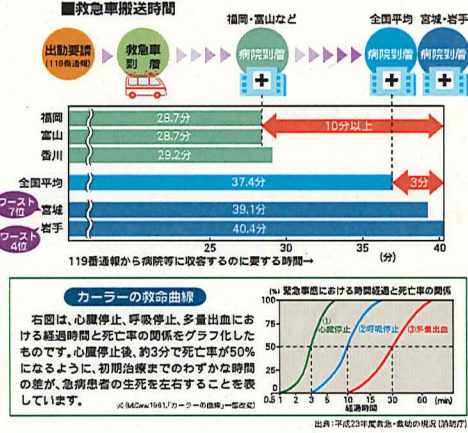 ■救急車搬送時間
福岡・富山など
全国平均
宮城・岩手
出動要請
(119番通報)
救急車
到着
病院到着
病院到着
病院到着
福岡
28.7分
10分以上
富山
28.7分
香川
29.2分
全国平均
37.4分
3分
ワースト
7位
宮城
39.1分
ワースト
4位
岩手
40.4分
25
30
35
40
(分)
119番通報から病院等に収容するのに要する時間→
カーラーの救命曲線
右図は、心臓停止、呼吸停止、多量出血にお
ける経過時間と死亡率の関係をグラフ化した
ものです。心臓停止後、約3分で死亡率が50%
になるように、初期治療までのわずかな時間
の差が、急病患者の生死を左右することを表
しています。
1981,「カーラーの曲線」一部改変)
緊急事態における時間経過と死亡率の関係
(%)
100
50
0
①
心臓停止
②呼吸停止
③多量出血
0.5 1 2 3 5 10 15 30 60 (min)
経過時間
出典:平成23年度救急・救助の現況(消防庁)